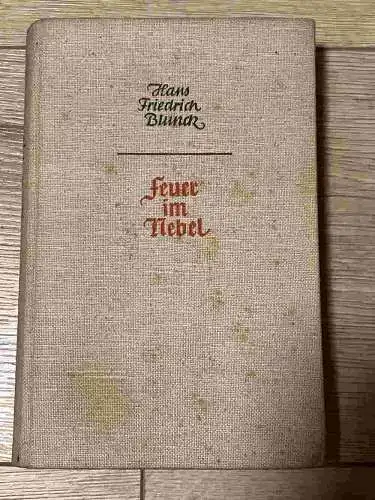 Hans
Friedrich
Blunck
Feuer
im
Nebel